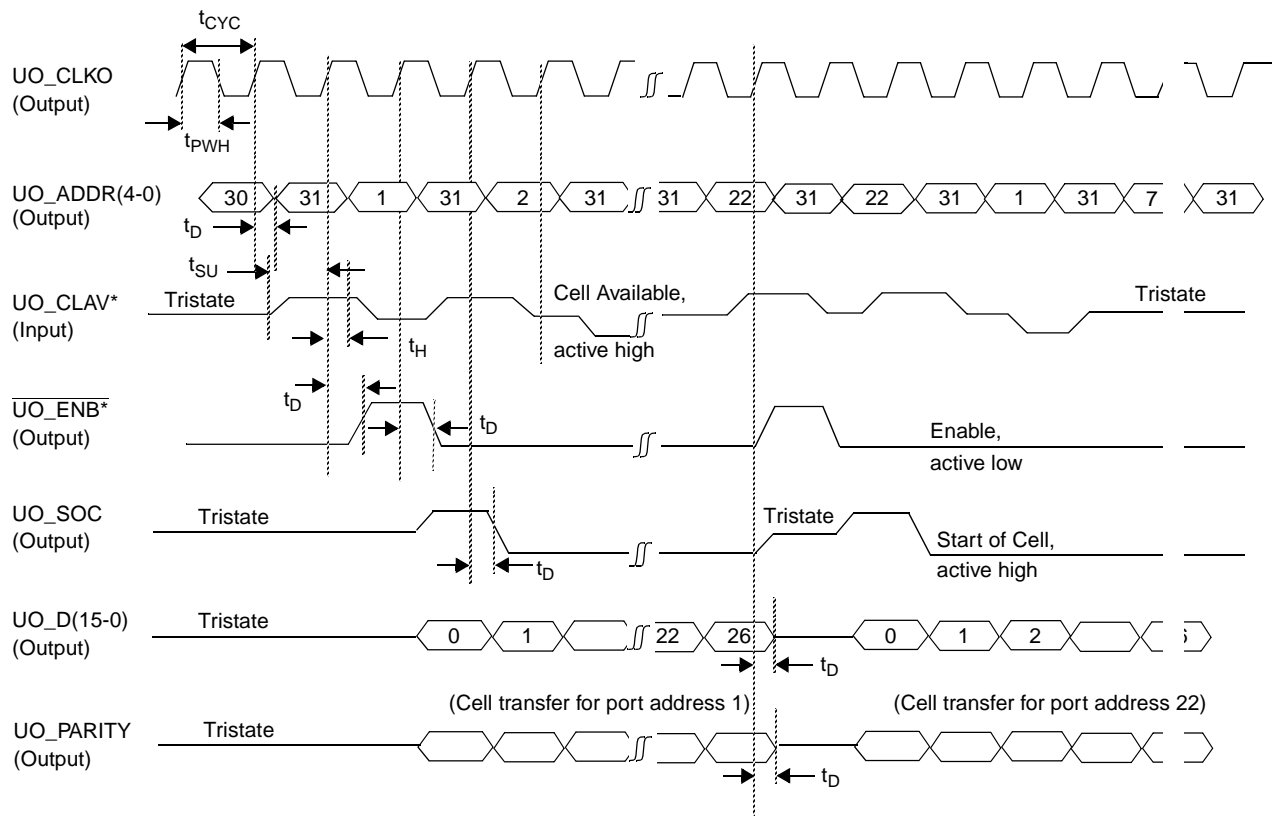 tCYC
UO_CLKO
(Output)
tPWH
UO_ADDR(4-0)
(Output)
30 31 1 31 2 31 31 22 31 22 31 1 31 7 31
tD
tSU
UO_CLAV*
(Input)
Tristate
Cell Available,
active high
Tristate
tH
tD
UO_ENB*
(Output)
tD
Enable,
active low
UO_SOC
(Output)
Tristate
Tristate
Start of Cell,
active high
tD
UO_D(15-0)
(Output)
Tristate
0 1 22 26 0 1 2
tD
(Cell transfer for port address 1)
(Cell transfer for port address 22)
UO_PARITY
(Output)
Tristate
tD